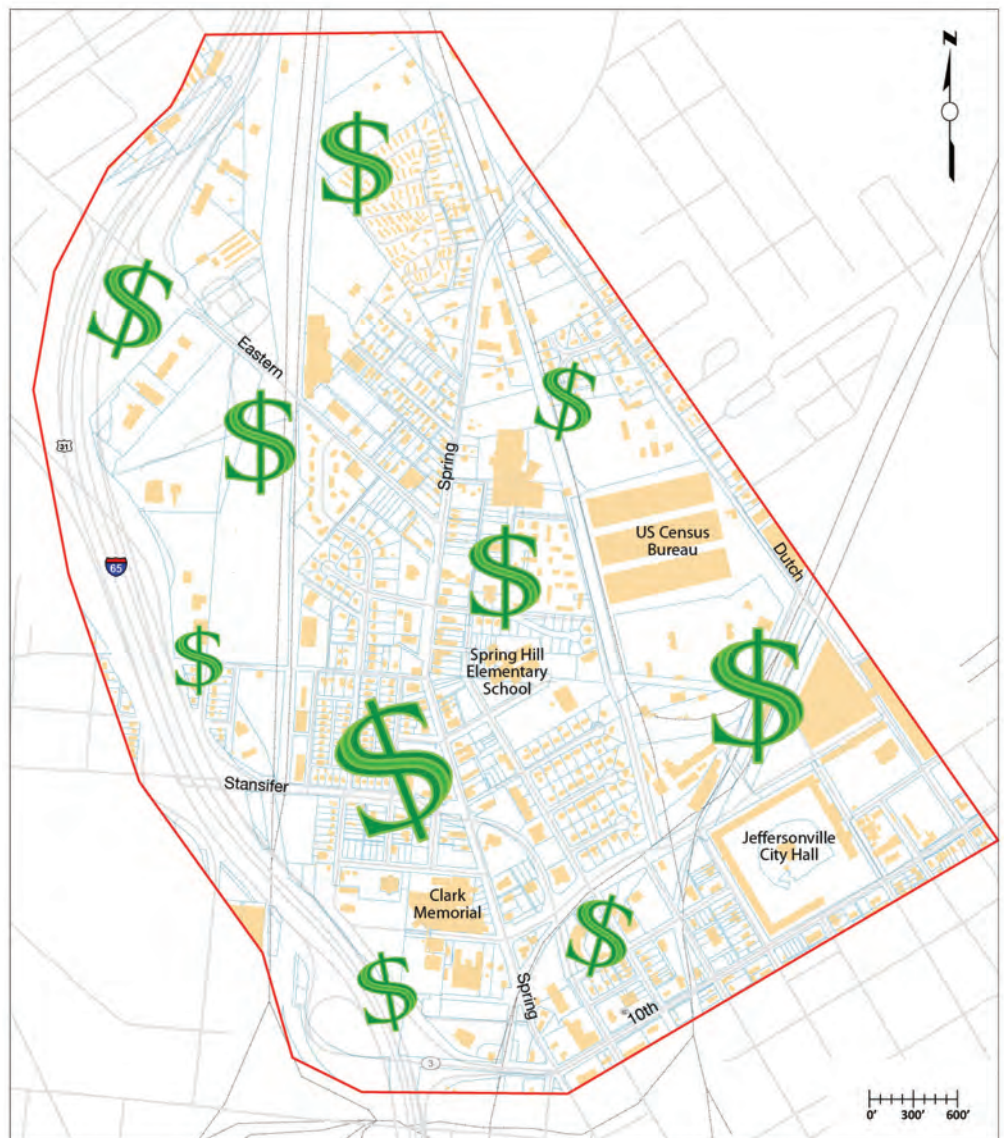 N
$
$
Eastern
$
$
31
Spring
US Census
Bureau
Dutch
65
$
$
Spring Hill
Elementary
School
$
$
Stansifer
Jeffersonville
City Hall
Clark
Memorial
$
$
Spring
10th
3
0' 300' 600'